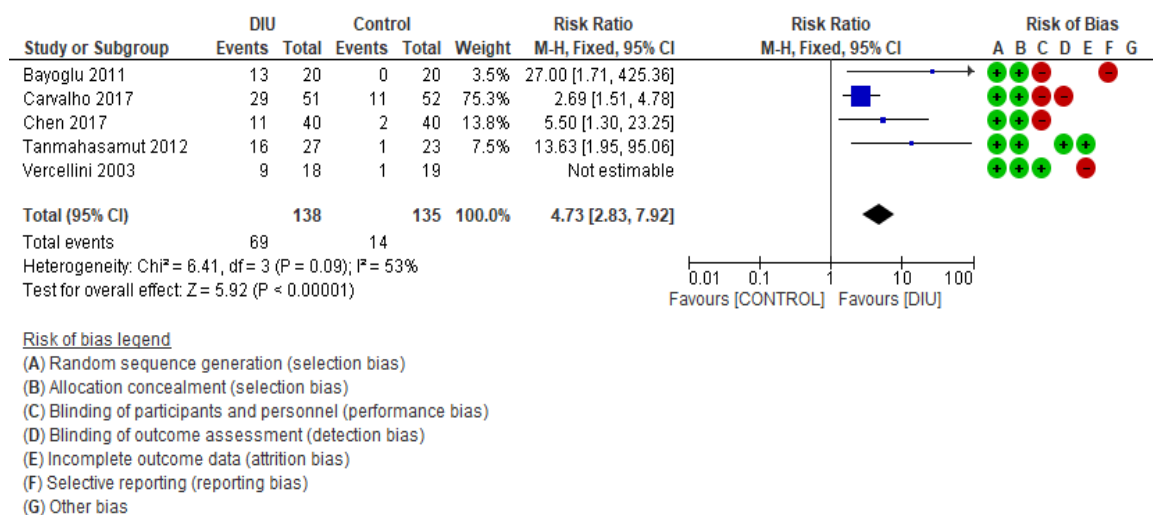 DIU Control Risk Ratio Risk Ratio Risk of Bias
Study or Subgroup Events Total Events Total Weight M-H, Fixed, 95% CI M-H, Fixed, 95% CI A B C D E F G
Bayoglu 2011 13 20 0 20 3.5% 27.00 [1.71, 425.36] + + - -
Carvalho 2017 29 51 11 52 75.3% 2.69 [1.51, 4.78] + + - -
Chen 2017 11 40 2 40 13.8% 5.50 [1.30, 23.25] + + -
Tanmahasamut 2012 16 27 1 23 7.5% 13.63 [1.95, 95.06] + + + +
Vercellini 2003 9 18 1 19 Not estimable + + + -
Total (95% CI) 138 135 100.0% 4.73 [2.83, 7.92]
Total events 69 14
Heterogeneity: Chi² = 6.41, df = 3 (P = 0.09); I² = 53%
Test for overall effect: Z = 5.92 (P < 0.00001)
0.01 0.1 1 10 100
Favours [CONTROL] Favours [DIU]
Risk of bias legend
(A) Random sequence generation (selection bias)
(B) Allocation concealment (selection bias)
(C) Blinding of participants and personnel (performance bias)
(D) Blinding of outcome assessment (detection bias)
(E) Incomplete outcome data (attrition bias)
(F) Selective reporting (reporting bias)
(G) Other bias